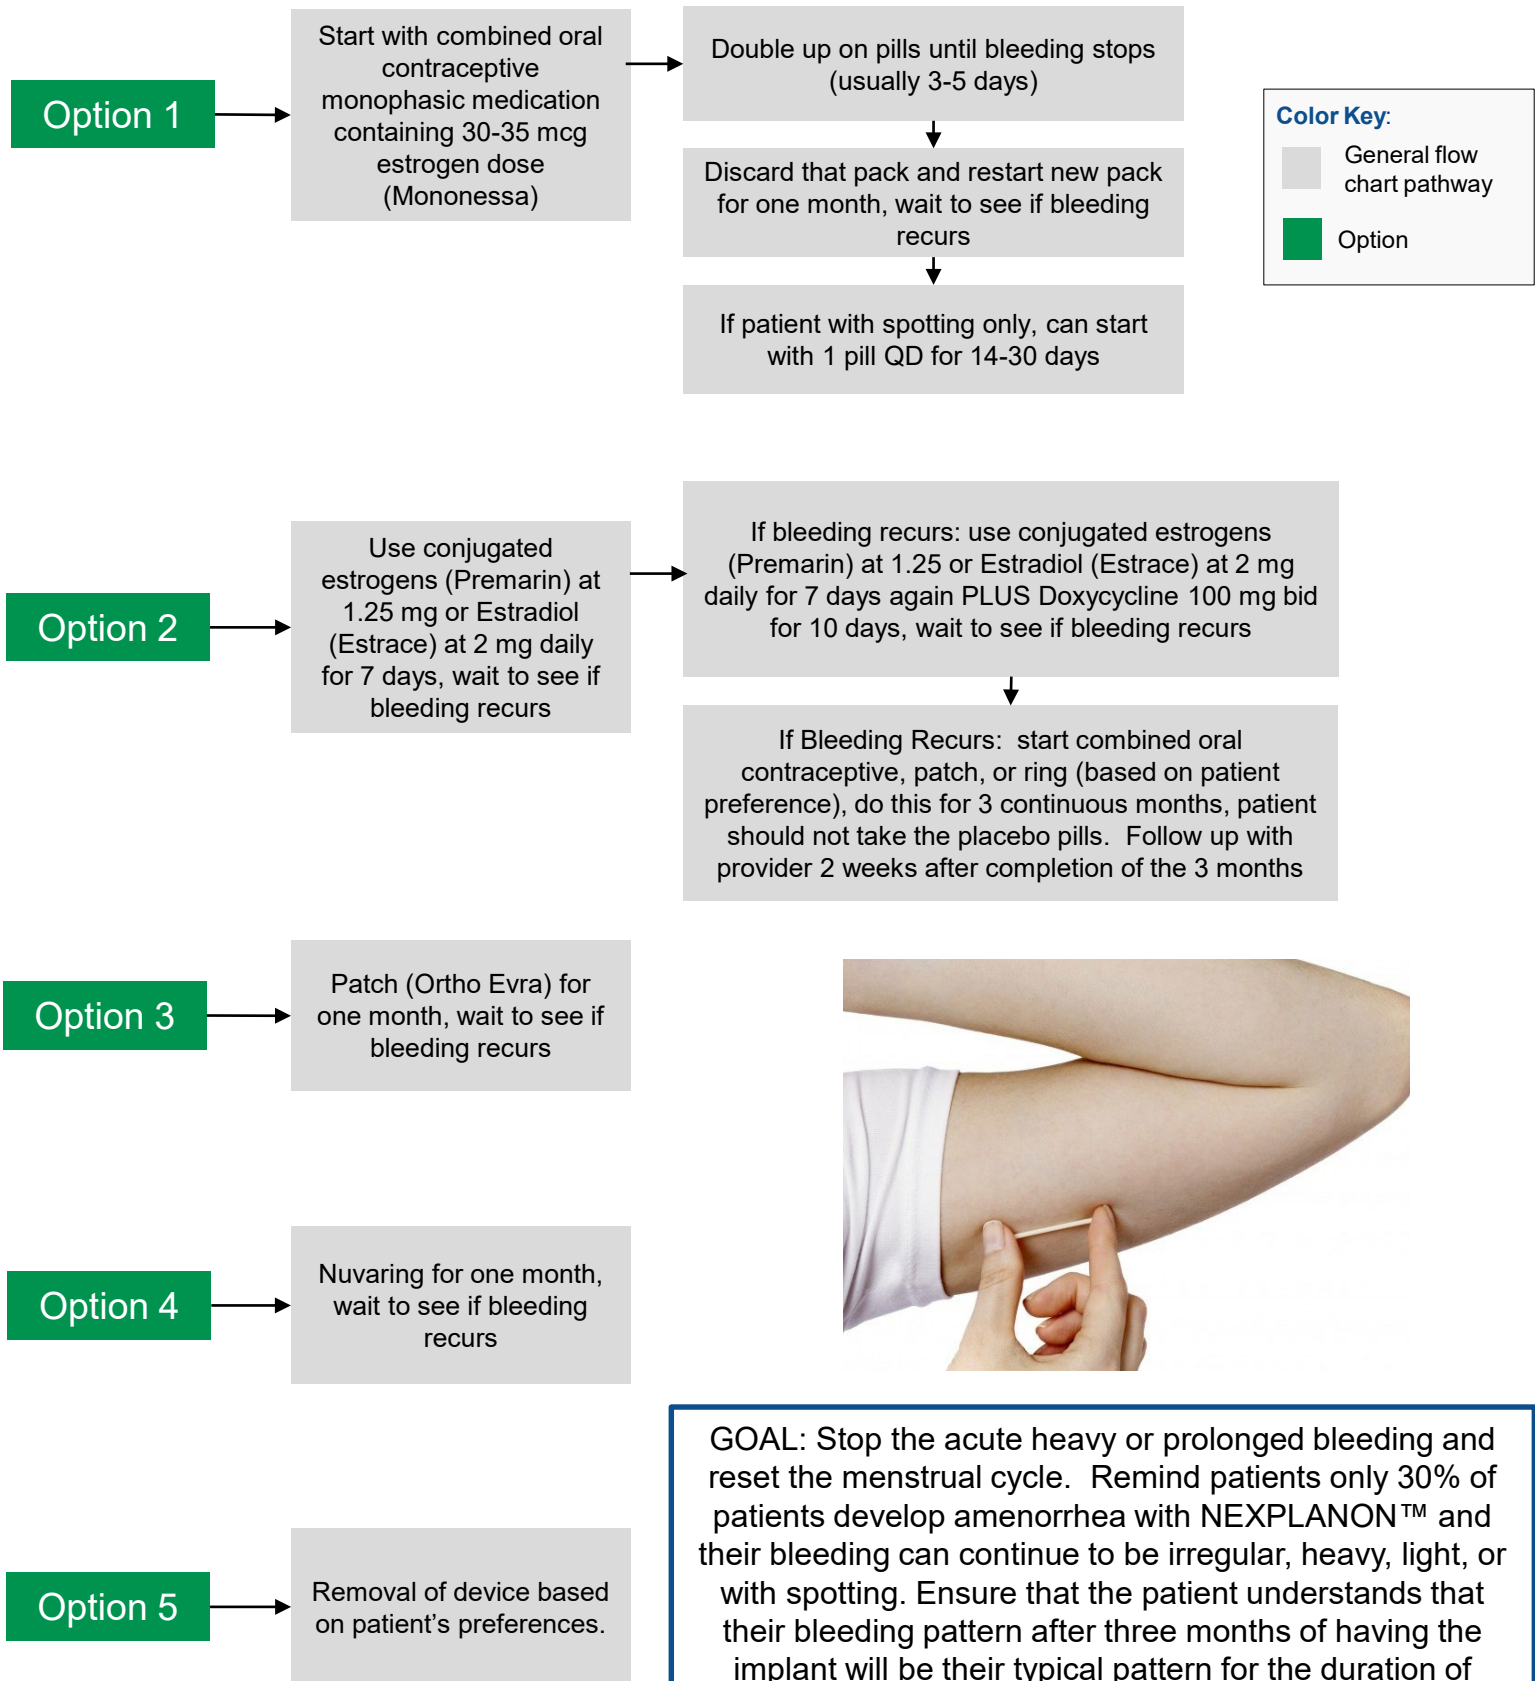 Option 1
Start with combined oral
contraceptive
monophasic medication
containing 30-35 mcg
estrogen dose
(Mononessa)
Double up on pills until bleeding stops
(usually 3-5 days)
Discard that pack and restart new pack
for one month, wait to see if bleeding
recurs
If patient with spotting only, can start
with 1 pill QD for 14-30 days
Color Key:
General flow
chart pathway
Option
Option 2
Use conjugated
estrogens (Premarin) at
1.25 mg or Estradiol
(Estrace) at 2 mg daily
for 7 days, wait to see if
bleeding recurs
If bleeding recurs: use conjugated estrogens
(Premarin) at 1.25 or Estradiol (Estrace) at 2 mg
daily for 7 days again PLUS Doxycycline 100 mg bid
for 10 days, wait to see if bleeding recurs
If Bleeding Recurs:  start combined oral
contraceptive, patch, or ring (based on patient
preference), do this for 3 continuous months, patient
should not take the placebo pills.  Follow up with
provider 2 weeks after completion of the 3 months
Option 3
Patch (Ortho Evra) for
one month, wait to see if
bleeding recurs
Option 4
Nuvaring for one month,
wait to see if bleeding
recurs
Option 5
Removal of device based
on patient’s preferences.
GOAL: Stop the acute heavy or prolonged bleeding and
reset the menstrual cycle.  Remind patients only 30% of
patients develop amenorrhea with NEXPLANON™ and
their bleeding can continue to be irregular, heavy, light, or
with spotting. Ensure that the patient understands that
their bleeding pattern after three months of having the
implant will be their typical pattern for the duration of